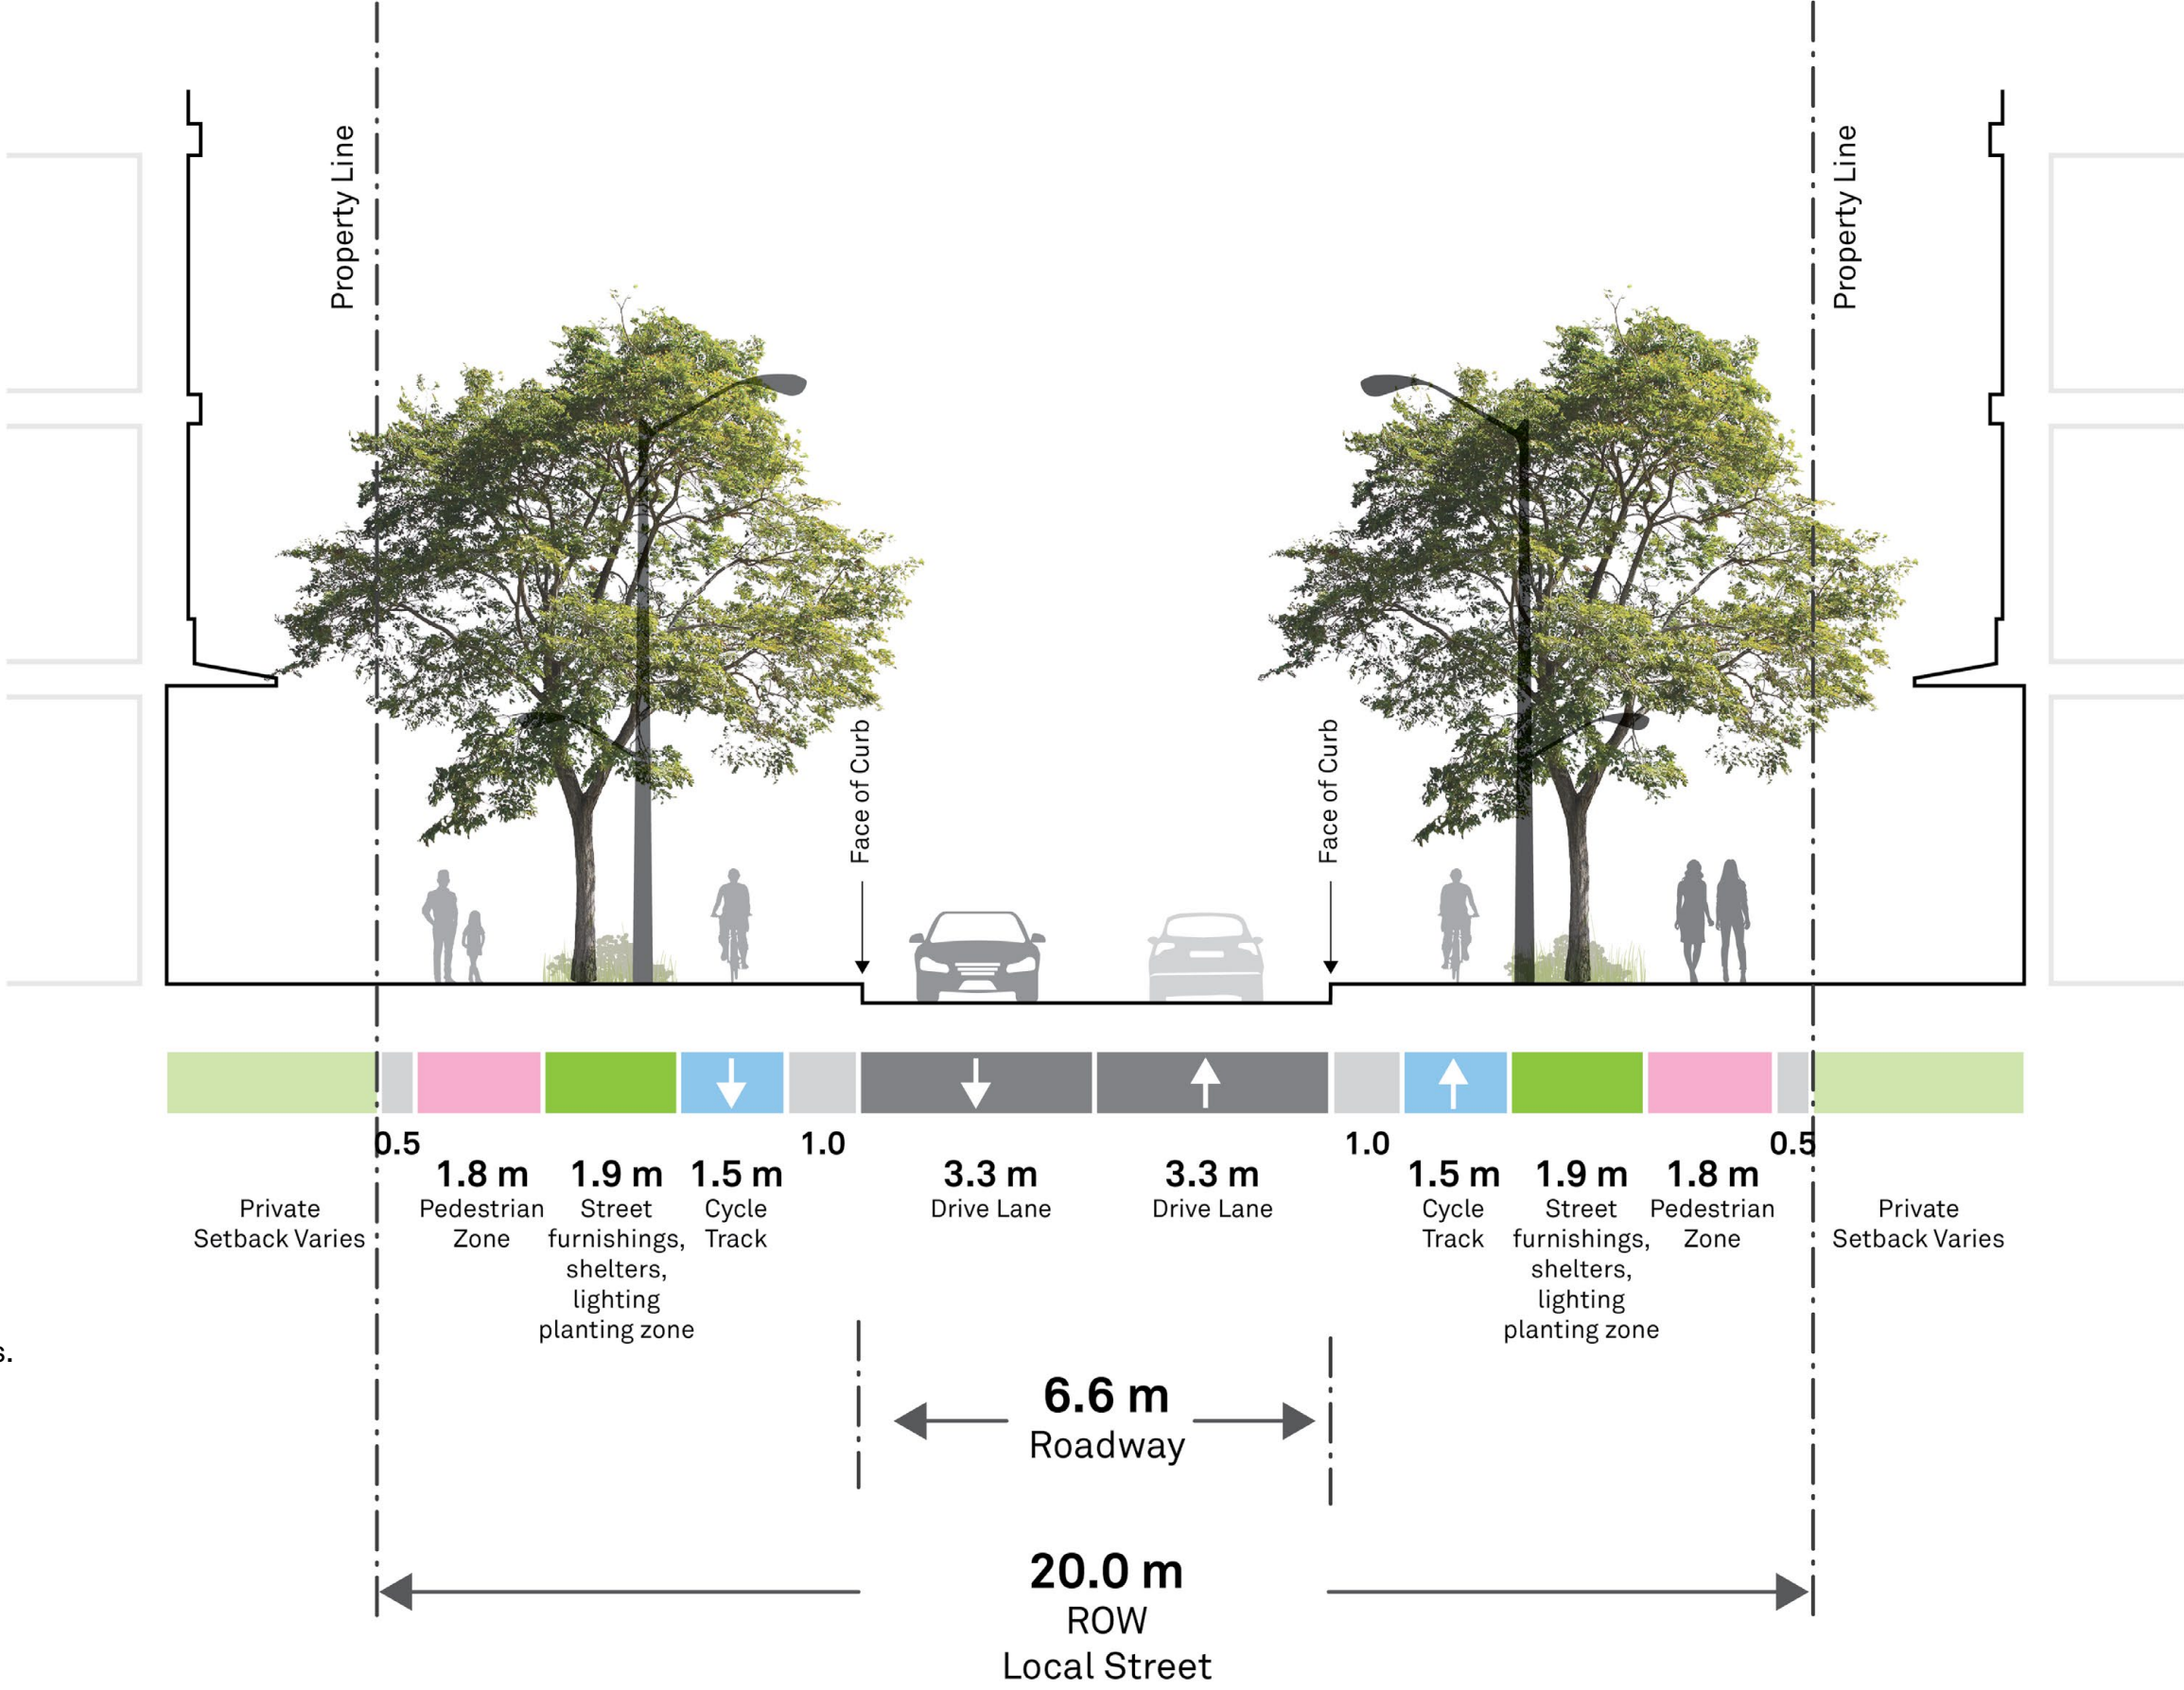 Property Line
Property Line
Face of Curb
Face of Curb
0.5
1.0
1.0
0.5
1.8 m
1.9 m
1.5 m
3.3 m
3.3 m
1.5 m
1.9 m
1.8 m
Private
Setback Varies
Pedestrian
Zone
Street
furnishings,
shelters,
lighting
planting zone
Cycle
Track
Drive Lane
Drive Lane
Cycle
Track
Street
furnishings,
shelters,
lighting
planting zone
Pedestrian
Zone
Private
Setback Varies
s.
6.6 m
Roadway
20.0 m
ROW
Local Street